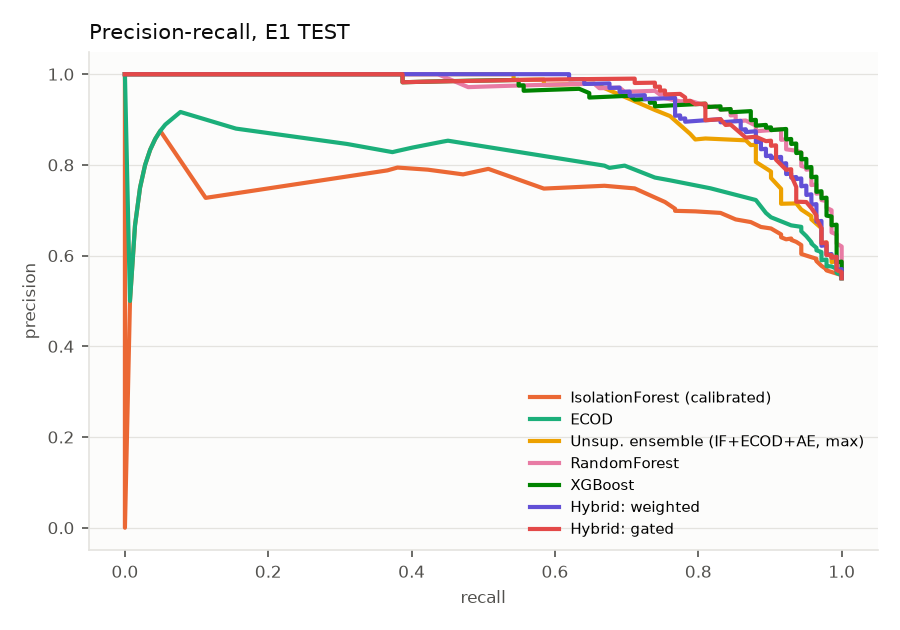 Precision-recall, E1 TEST
precision
1.0
0.8
0.6
0.4
0.2
0.0
0.0 0.2 0.4 0.6 0.8 1.0
recall
IsolationForest (calibrated)
ECOD
Unsup. ensemble (IF+ECOD+AE, max)
RandomForest
XGBoost
Hybrid: weighted
Hybrid: gated